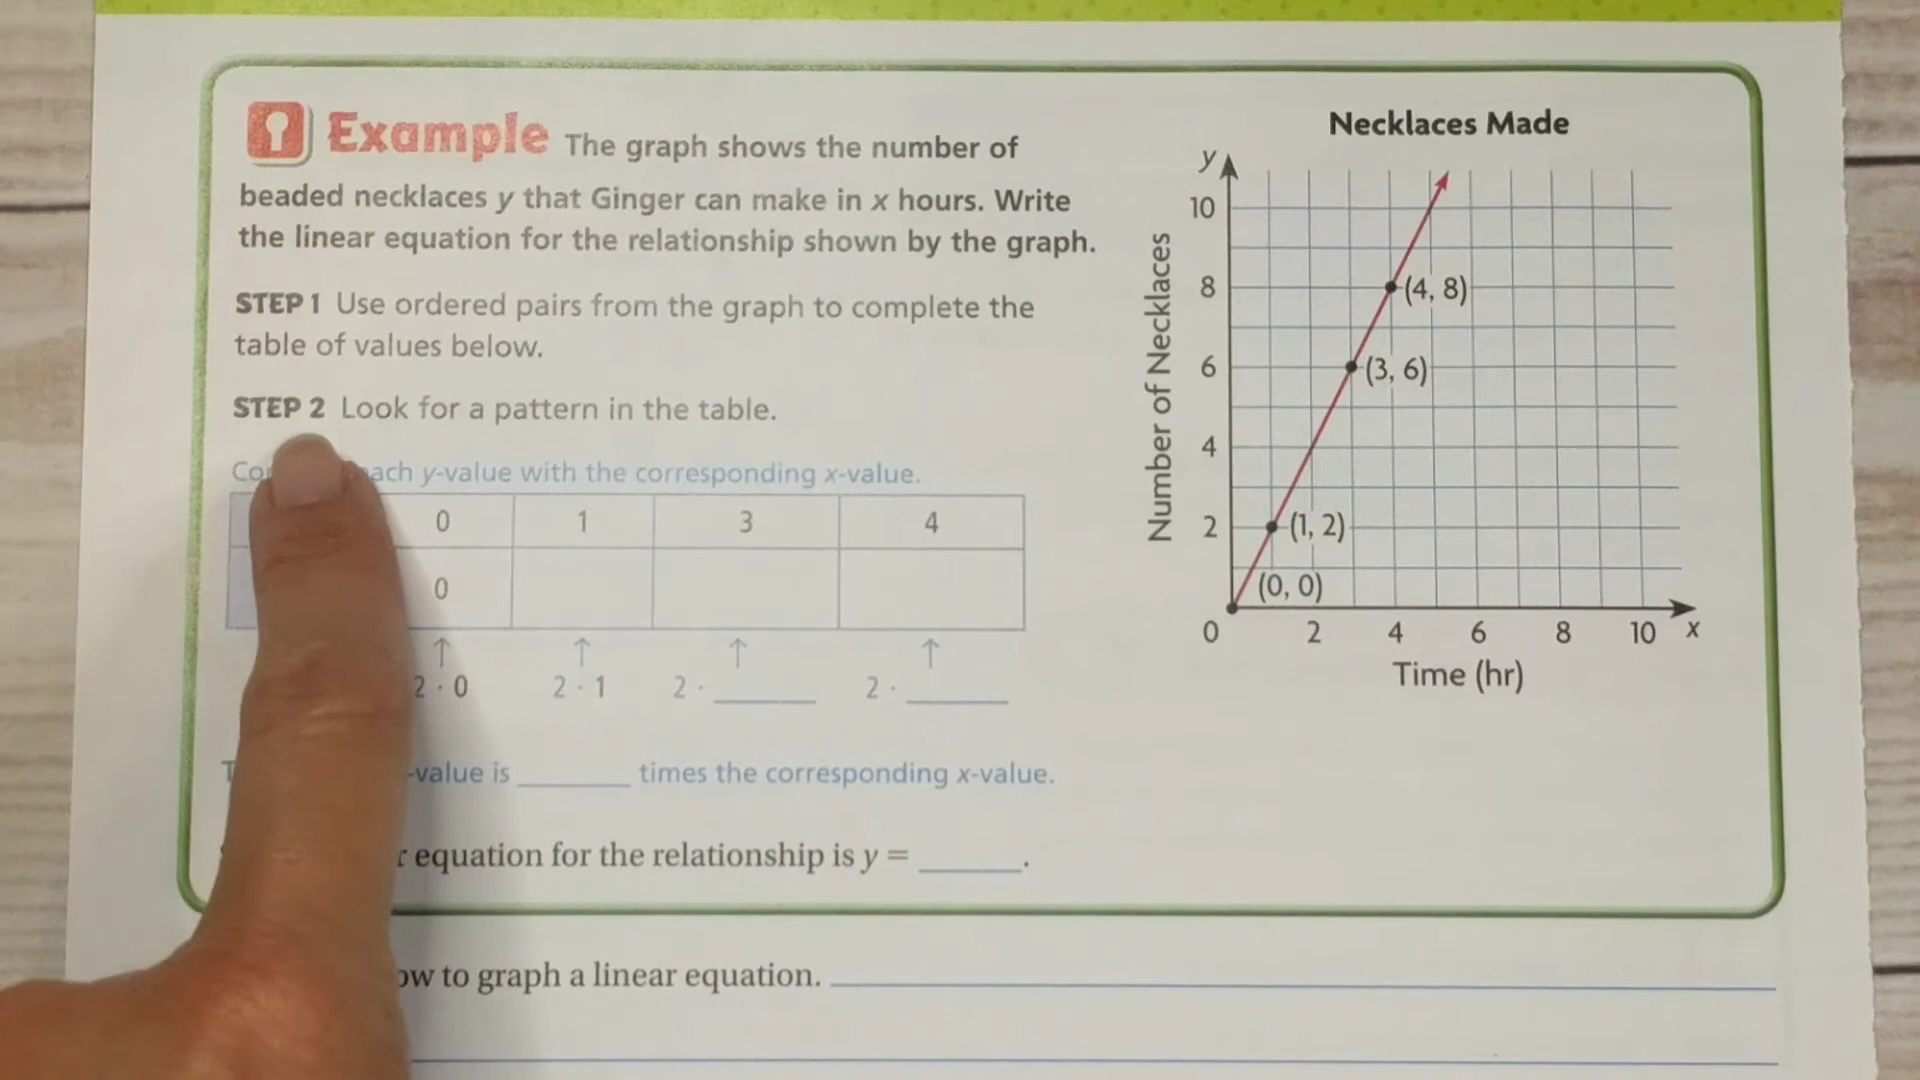 Example The graph shows the number of
beaded necklaces y that Ginger can make in x hours. Write
the linear equation for the relationship shown by the graph.
STEP 1 Use ordered pairs from the graph to complete the
table of values below.
STEP 2 Look for a pattern in the table.
y-value with the corresponding x-value.
0 1 3 4
0
↑ ↑ ↑ ↑
2 · 0 2 · 1 2 · ____ 2 · ____
-value is ____ times the corresponding x-value.
equation for the relationship is y = ____.
to graph a linear equation. ____
Necklaces Made
y
10
8
6
4
2
0
Number of Necklaces
(4, 8)
(3, 6)
(1, 2)
(0, 0)
2 4 6 8 10 x
Time (hr)